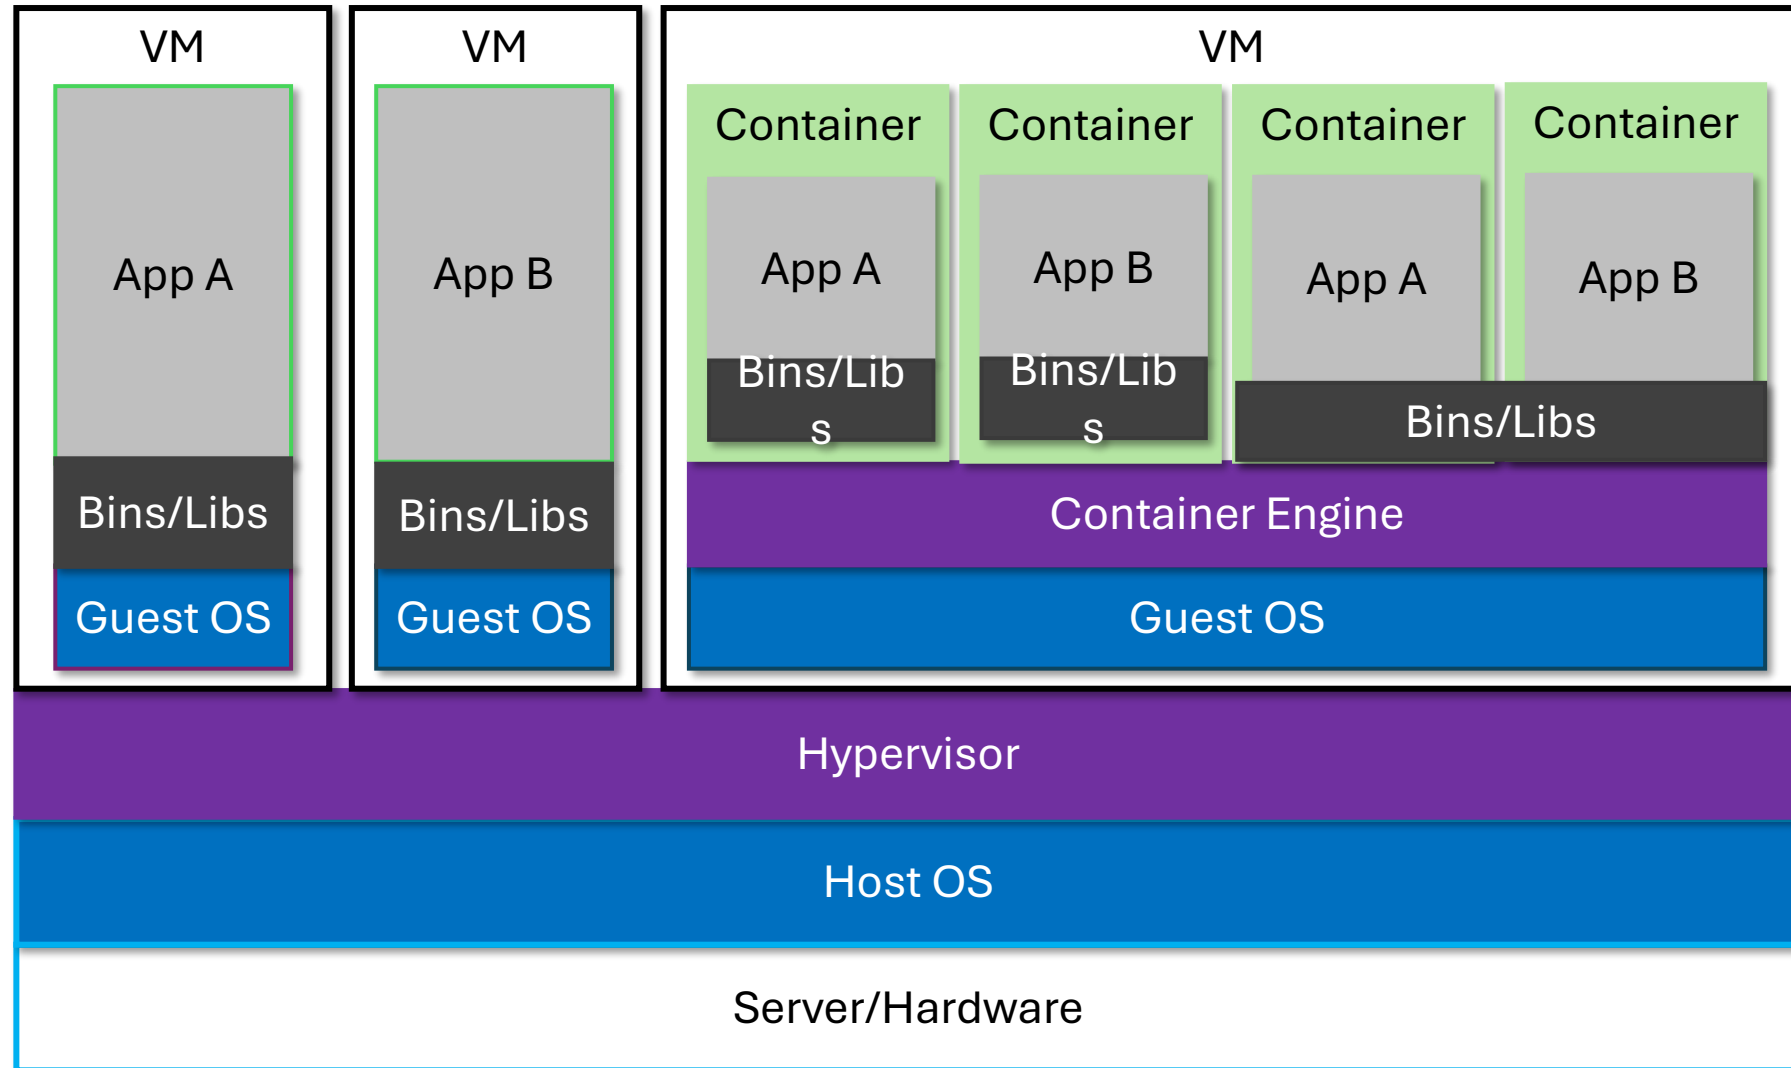 VM
App A
Bins/Libs
Guest OS
VM
App B
Bins/Libs
Guest OS
VM
Container
App A
Bins/Lib
s
Container
App B
Bins/Lib
s
Container
App A
Container
App B
Bins/Libs
Container Engine
Guest OS
Hypervisor
Host OS
Server/Hardware